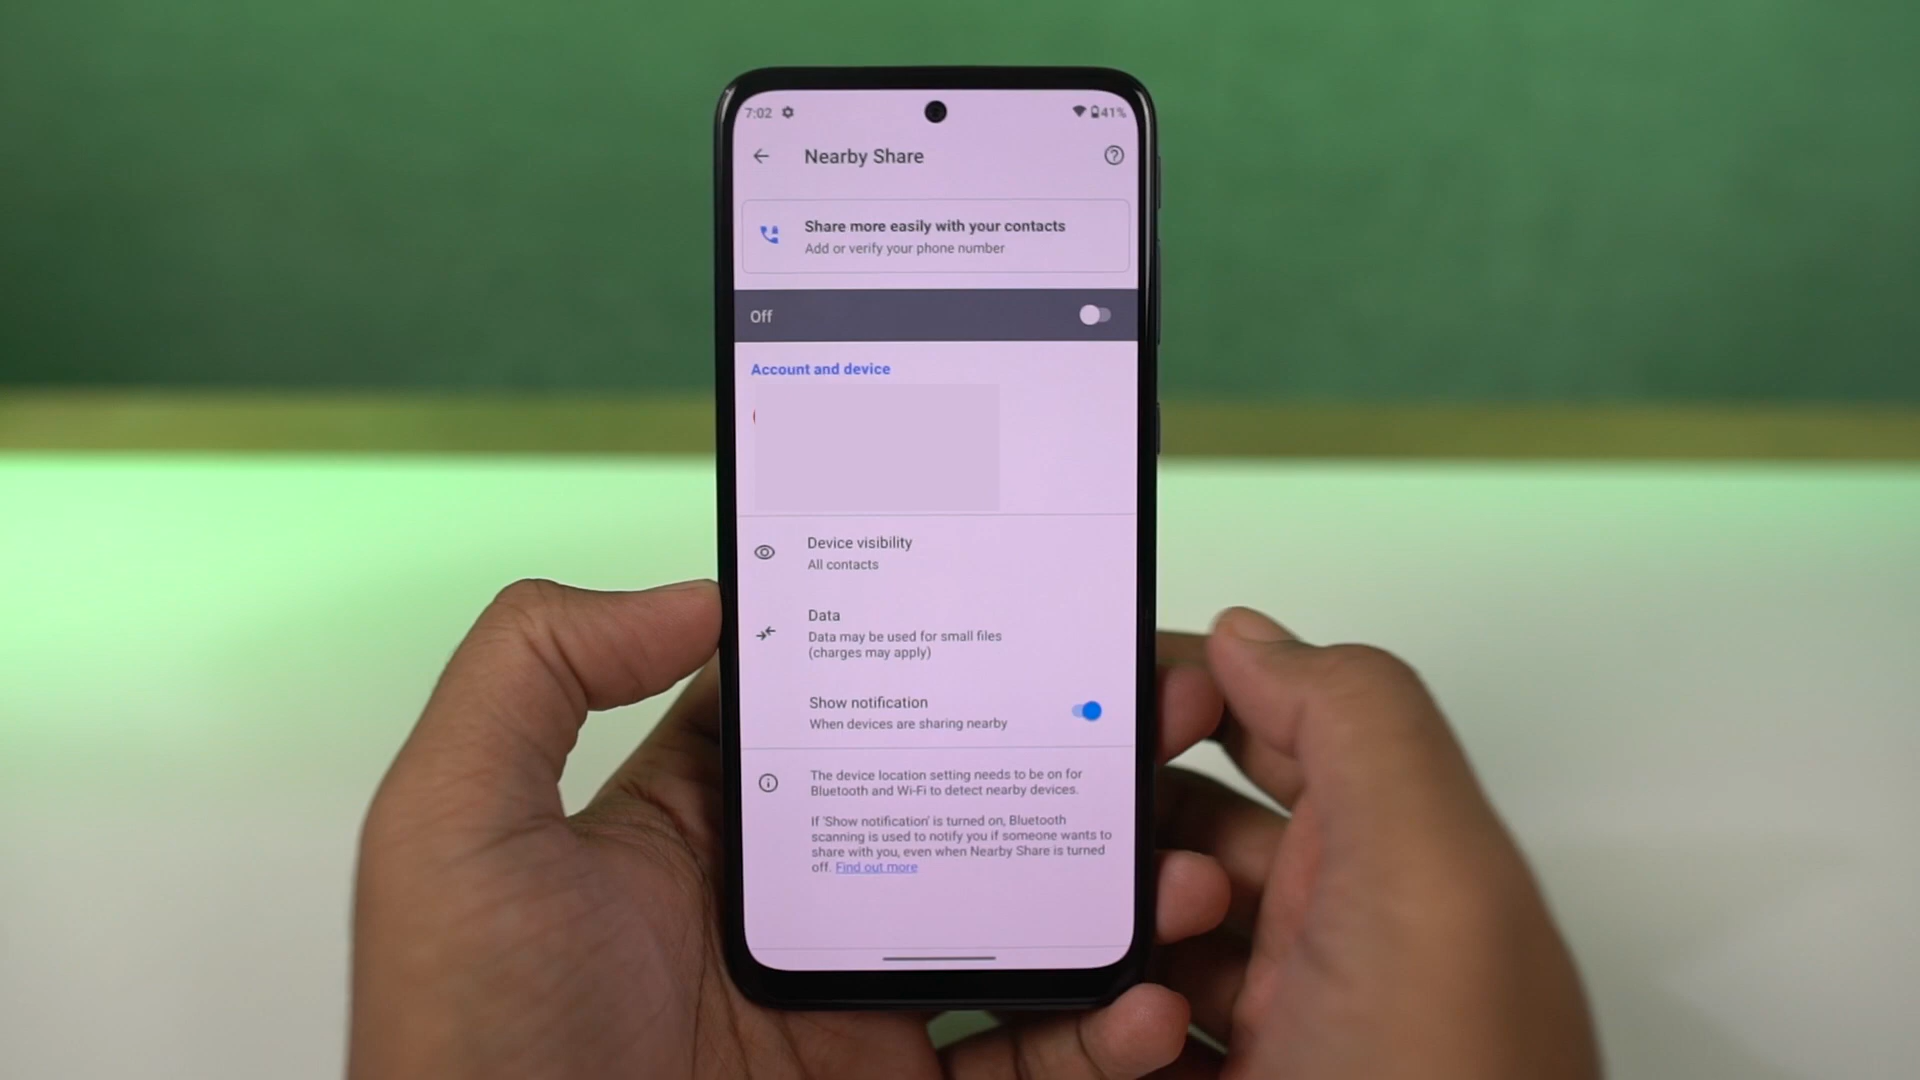 7:02 41%
Nearby Share
Share more easily with your contacts
Add or verify your phone number
Off
Account and device
Device visibility
All contacts
Data
Data may be used for small files
(charges may apply)
Show notification
When devices are sharing nearby
The device location setting needs to be on for
Bluetooth and Wi-Fi to detect nearby devices.
If 'Show notification' is turned on, Bluetooth
scanning is used to notify you if someone wants to
share with you, even when Nearby Share is turned
off. Find out more